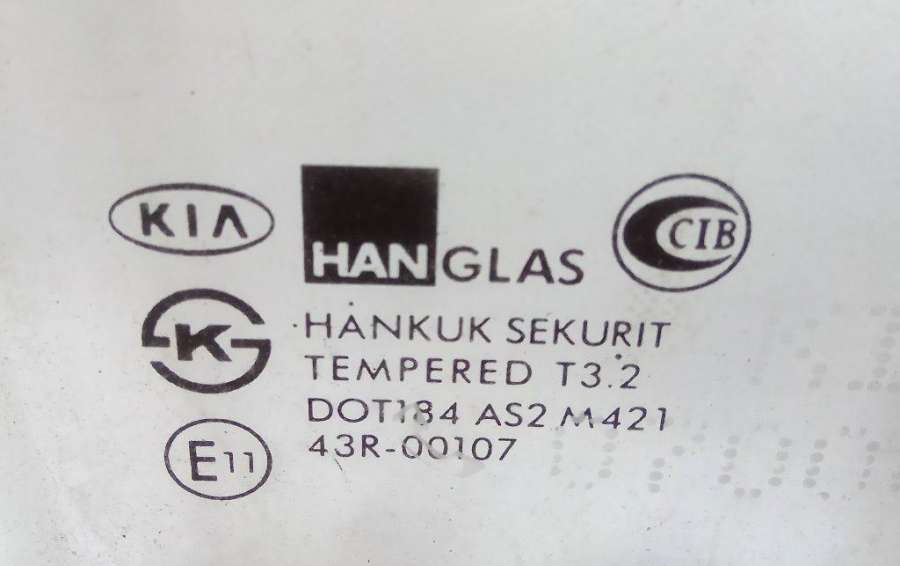 KIA
HANGLAS
CIB
K
·HANKUK SEKURIT
TEMPERED T3.2
DOT184 AS2 M421
E11
43R-00107